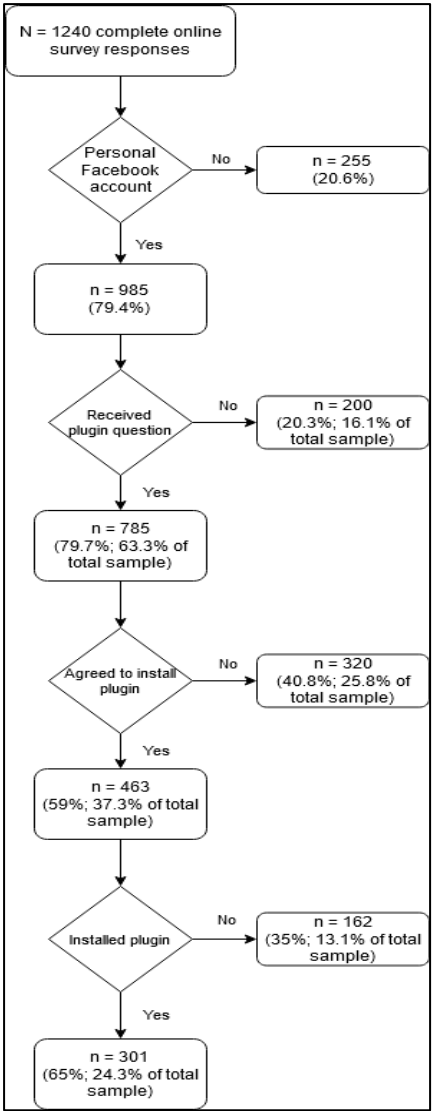 N = 1240 complete online
survey responses
Personal
Facebook
account
No
n = 255
(20.6%)
Yes
n = 985
(79.4%)
Received
plugin question
No
n = 200
(20.3%; 16.1% of
total sample)
Yes
n = 785
(79.7%; 63.3% of
total sample)
Agreed to install
plugin
No
n = 320
(40.8%; 25.8% of
total sample)
Yes
n = 463
(59%; 37.3% of total
sample)
Installed plugin
No
n = 162
(35%; 13.1% of total
sample)
Yes
n = 301
(65%; 24.3% of total
sample)